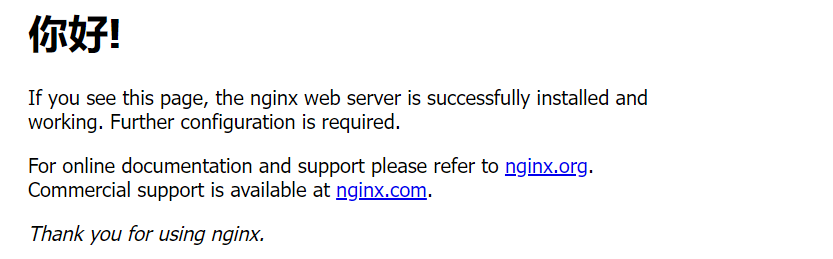 你好!
If you see this page, the nginx web server is successfully installed and
working. Further configuration is required.
For online documentation and support please refer to nginx.org.
Commercial support is available at nginx.com.
Thank you for using nginx.